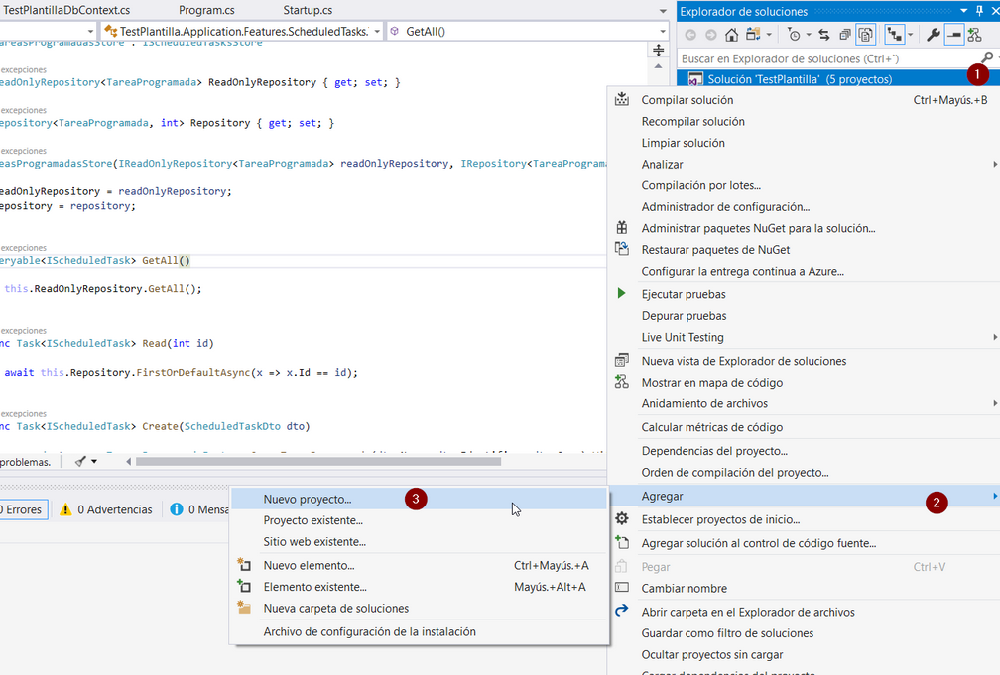 TestPlantillaDbContext.cs Program.cs Startup.cs
TestPlantilla.Application.Features.ScheduledTasks. GetAll()
excepciones
eadOnlyRepository<TareaProgramada> ReadOnlyRepository { get; set; }
excepciones
epository<TareaProgramada, int> Repository { get; set; }
excepciones
easProgramadasStore(IReadOnlyRepository<TareaProgramada> readOnlyRepository, IRepository<TareaPrograma
eadOnlyRepository = readOnlyRepository;
epository = repository;
excepciones
eryable<IScheduledTask> GetAll()
this.ReadOnlyRepository.GetAll();
excepciones
nc Task<IScheduledTask> Read(int id)
await this.Repository.FirstOrDefaultAsync(x => x.Id == id);
excepciones
nc Task<IScheduledTask> Create(ScheduledTaskDto dto)
problemas.
0 Errores
0 Advertencias
0 Mensa
Explorador de soluciones
Buscar en Explorador de soluciones (Ctrl+¨)
Solución 'TestPlantilla' (5 proyectos)
1
Compilar solución Ctrl+Mayús.+B
Recompilar solución
Limpiar solución
Analizar
Compilación por lotes...
Administrador de configuración...
Administrar paquetes NuGet para la solución...
Restaurar paquetes de NuGet
Configurar la entrega continua a Azure...
Ejecutar pruebas
Depurar pruebas
Live Unit Testing
Nueva vista de Explorador de soluciones
Mostrar en mapa de código
Anidamiento de archivos
Calcular métricas de código
Dependencias del proyecto...
Orden de compilación del proyecto...
Agregar
2
Establecer proyectos de inicio...
Agregar solución al control de código fuente...
Pegar Ctrl+V
Cambiar nombre
Abrir carpeta en el Explorador de archivos
Guardar como filtro de soluciones
Ocultar proyectos sin cargar
Nuevo proyecto...
3
Proyecto existente...
Sitio web existente...
Nuevo elemento... Ctrl+Mayús.+A
Elemento existente... Mayús.+Alt+A
Nueva carpeta de soluciones
Archivo de configuración de la instalación